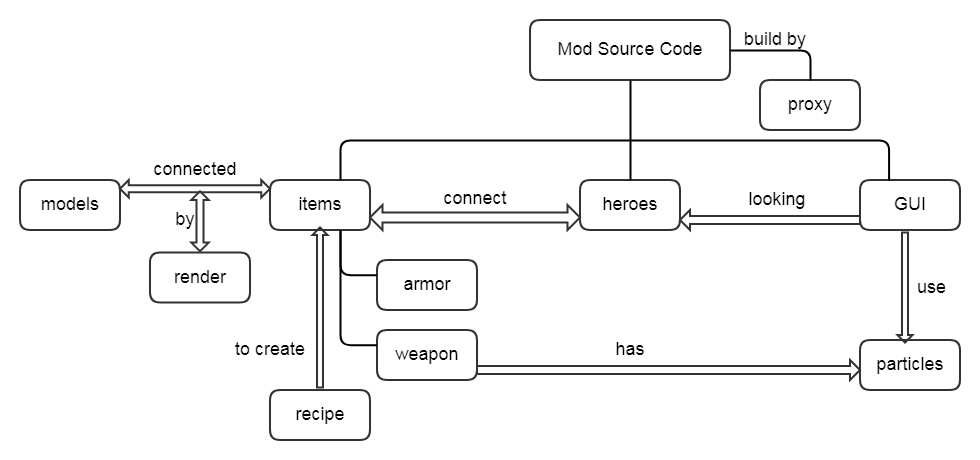 Mod Source Code
build by
proxy
connected
models
items
connect
heroes
looking
GUI
by
render
armor
use
to create
weapon
has
particles
recipe